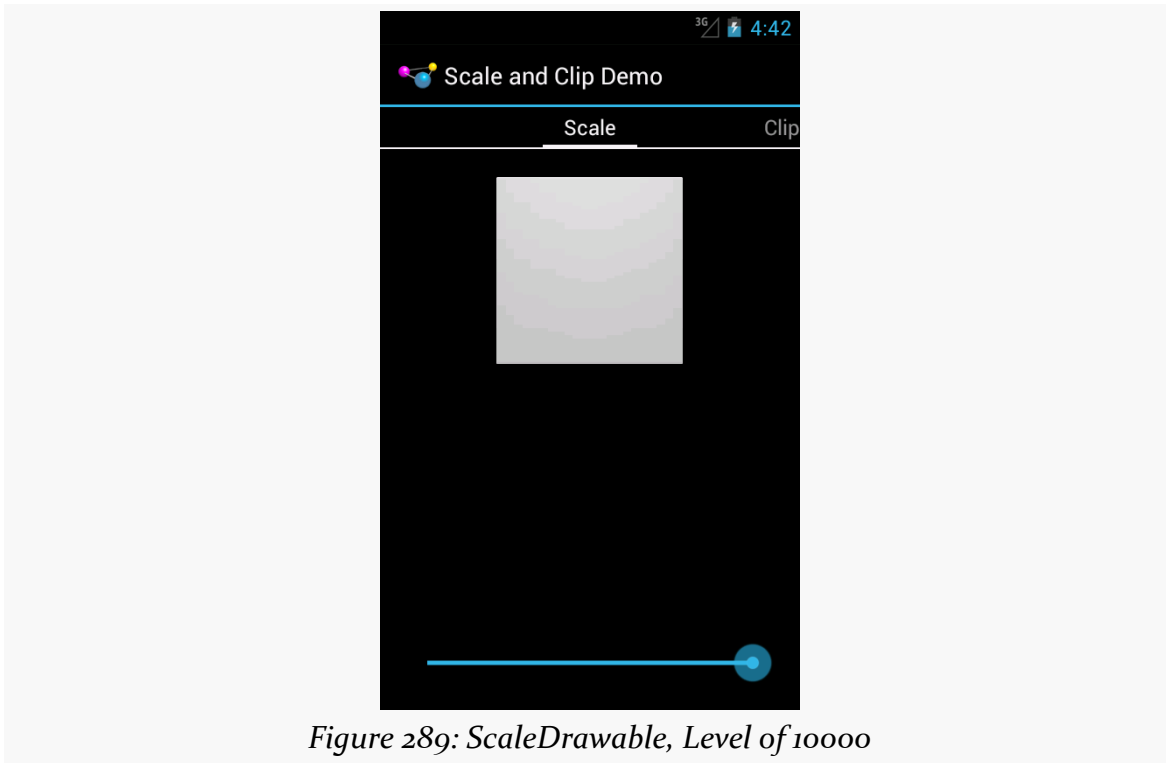 3G 4:42
Scale and Clip Demo
Scale Clip
Figure 289: ScaleDrawable, Level of 10000